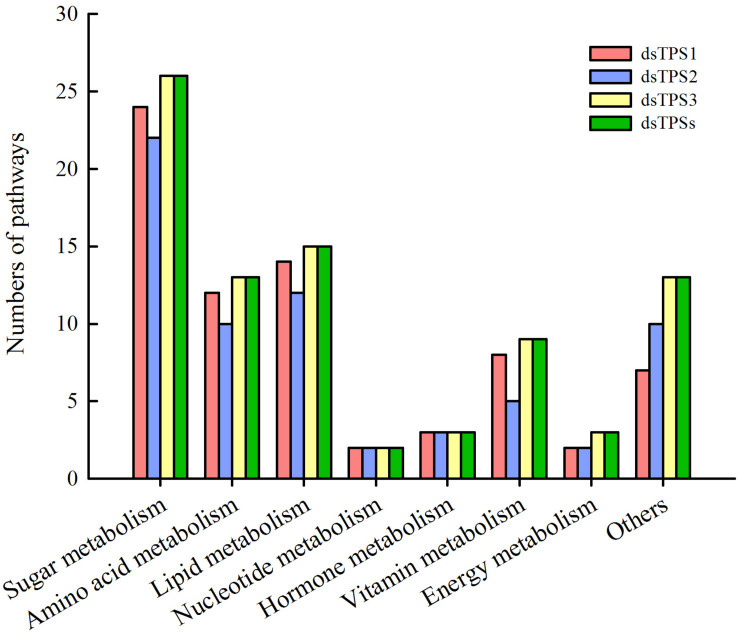 30
25
20
15
10
5
0
Numbers of pathways
dsTPS1
dsTPS2
dsTPS3
dsTPSs
Sugar metabolism
Amino acid metabolism
Lipid metabolism
Nucleotide metabolism
Hormone metabolism
Vitamin metabolism
Energy metabolism
Others